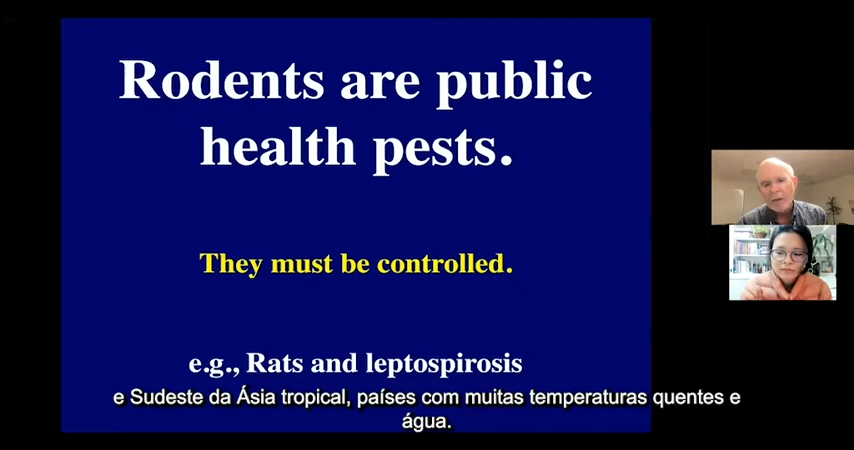 Rodents are public
health pests.
They must be controlled.
e.g., Rats and leptospirosis
e Sudeste da Ásia tropical, países com muitas temperaturas quentes e
água.